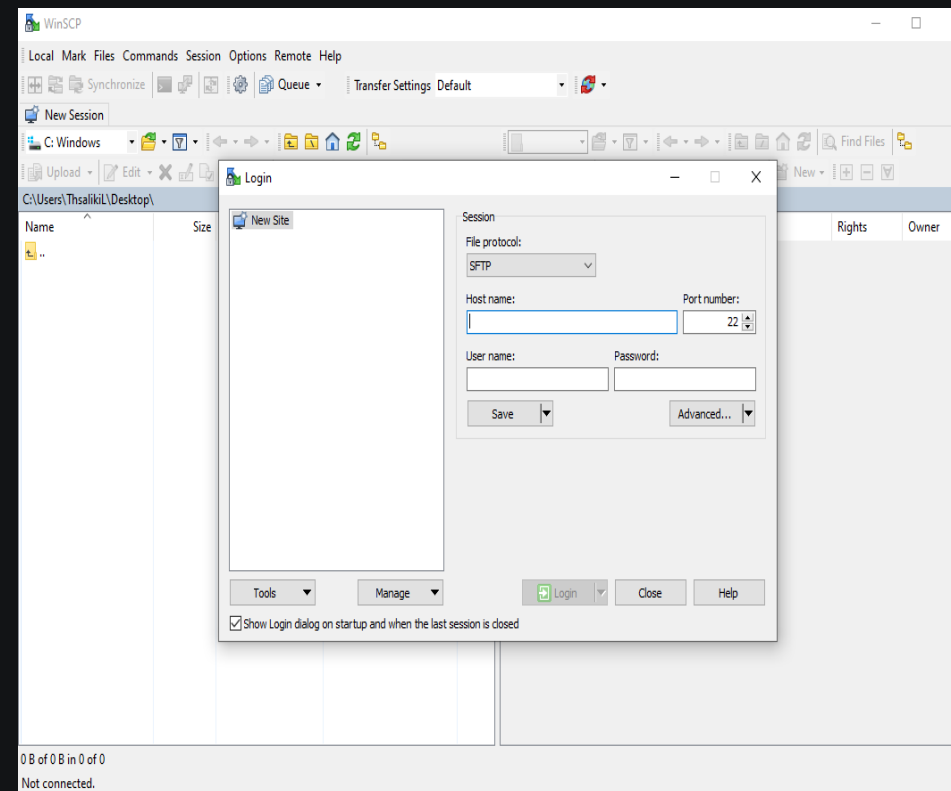 WinSCP
Local Mark Files Commands Session Options Remote Help
Synchronize Queue Transfer Settings Default
New Session
C: Windows Find Files
Upload Edit New
C:\Users\ThsalikiL\Desktop\
Name Size Rights Owner
..
Login
New Site
Session
File protocol:
SFTP
Host name: Port number:
22
User name: Password:
Save Advanced...
Tools Manage Login Close Help
Show Login dialog on startup and when the last session is closed
0 B of 0 B in 0 of 0
Not connected.